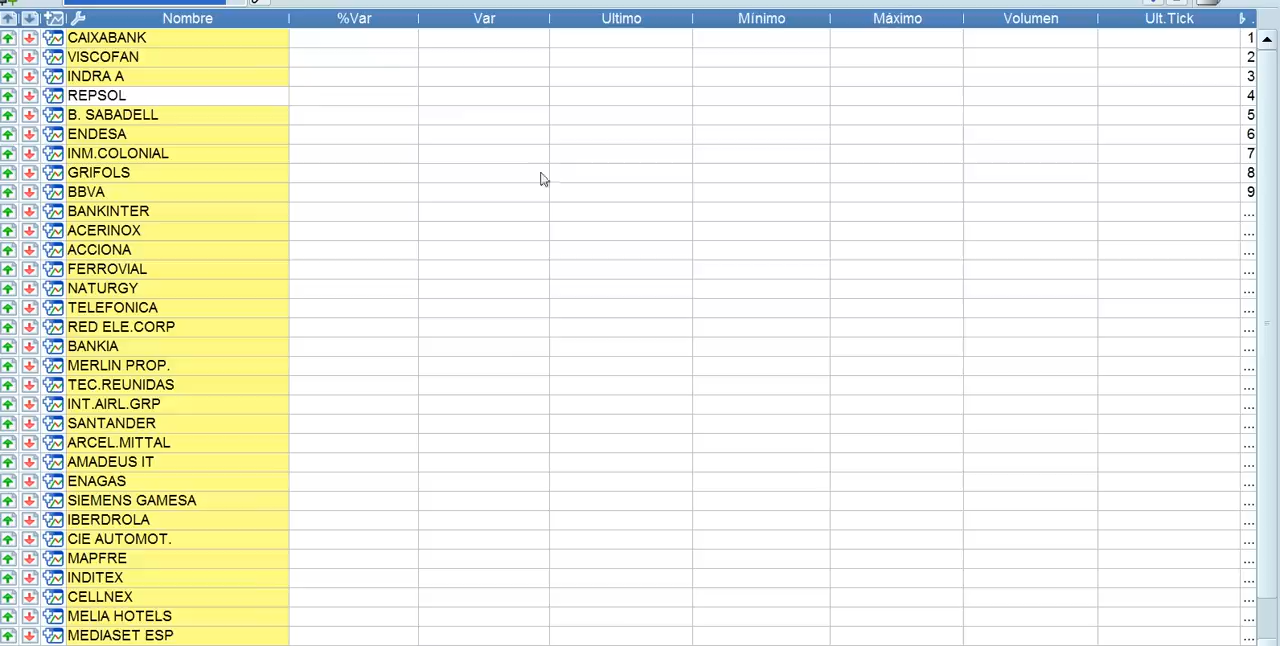 Nombre %Var Var Ultimo Mínimo Máximo Volumen Ult.Tick
CAIXABANK 1
VISCOFAN 2
INDRA A 3
REPSOL 4
B. SABADELL 5
ENDESA 6
INM.COLONIAL 7
GRIFOLS 8
BBVA 9
BANKINTER ...
ACERINOX ...
ACCIONA ...
FERROVIAL ...
NATURGY ...
TELEFONICA ...
RED ELE.CORP ...
BANKIA ...
MERLIN PROP. ...
TEC.REUNIDAS ...
INT.AIRL.GRP ...
SANTANDER ...
ARCEL.MITTAL ...
AMADEUS IT ...
ENAGAS ...
SIEMENS GAMESA ...
IBERDROLA ...
CIE AUTOMOT. ...
MAPFRE ...
INDITEX ...
CELLNEX ...
MELIA HOTELS ...
MEDIASET ESP ...